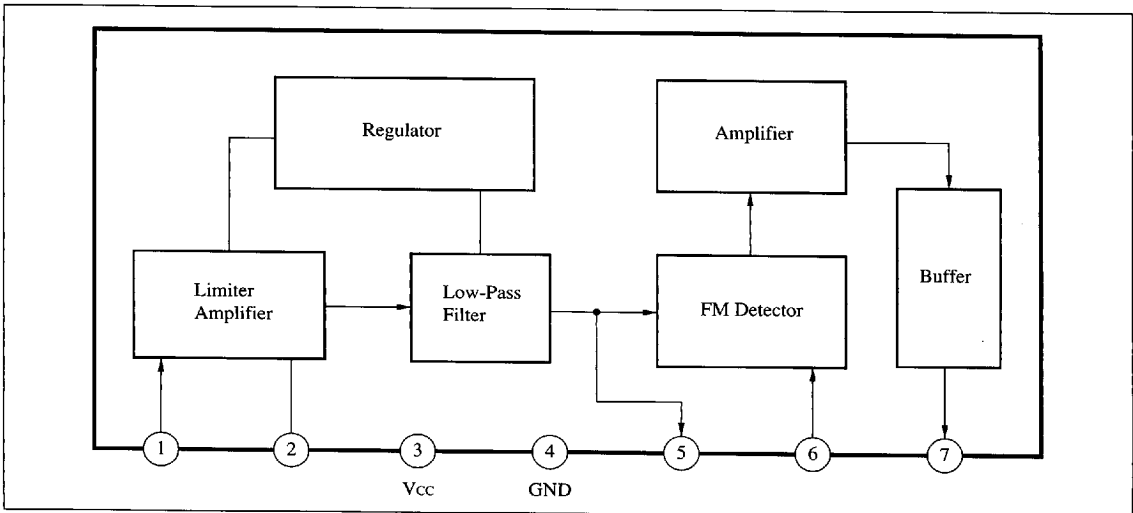 Regulator
Amplifier
Limiter
Amplifier
Low-Pass
Filter
FM Detector
Buffer
1
2
3
4
5
6
7
Vcc
GND